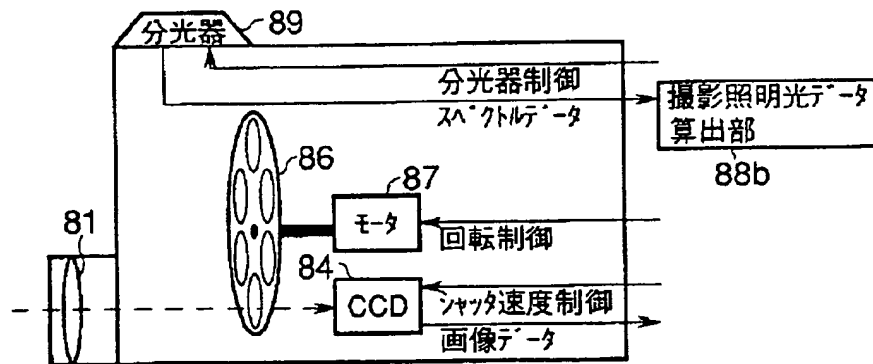 分光器 89
分光器制御
スペクトルデータ
撮影照明光データ
算出部
88b
86
87
モータ
回転制御
81
84
CCD
シャッタ速度制御
画像データ